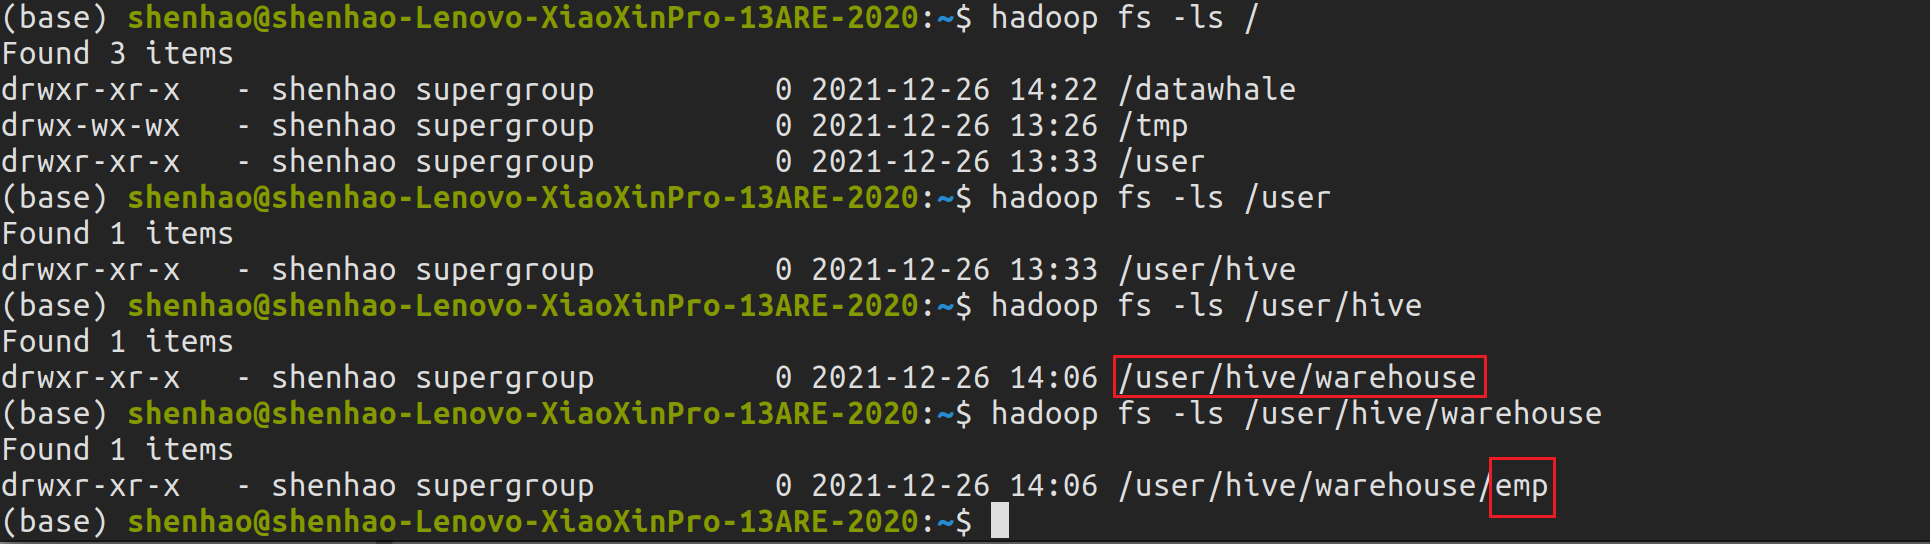 (base) shenhao@shenhao-Lenovo-XiaoXinPro-13ARE-2020:~$ hadoop fs -ls /
Found 3 items
drwxr-xr-x   - shenhao supergroup          0 2021-12-26 14:22 /datawhale
drwx-wx-wx   - shenhao supergroup          0 2021-12-26 13:26 /tmp
drwxr-xr-x   - shenhao supergroup          0 2021-12-26 13:33 /user
(base) shenhao@shenhao-Lenovo-XiaoXinPro-13ARE-2020:~$ hadoop fs -ls /user
Found 1 items
drwxr-xr-x   - shenhao supergroup          0 2021-12-26 13:33 /user/hive
(base) shenhao@shenhao-Lenovo-XiaoXinPro-13ARE-2020:~$ hadoop fs -ls /user/hive
Found 1 items
drwxr-xr-x   - shenhao supergroup          0 2021-12-26 14:06 /user/hive/warehouse
(base) shenhao@shenhao-Lenovo-XiaoXinPro-13ARE-2020:~$ hadoop fs -ls /user/hive/warehouse
Found 1 items
drwxr-xr-x   - shenhao supergroup          0 2021-12-26 14:06 /user/hive/warehouse/emp
(base) shenhao@shenhao-Lenovo-XiaoXinPro-13ARE-2020:~$